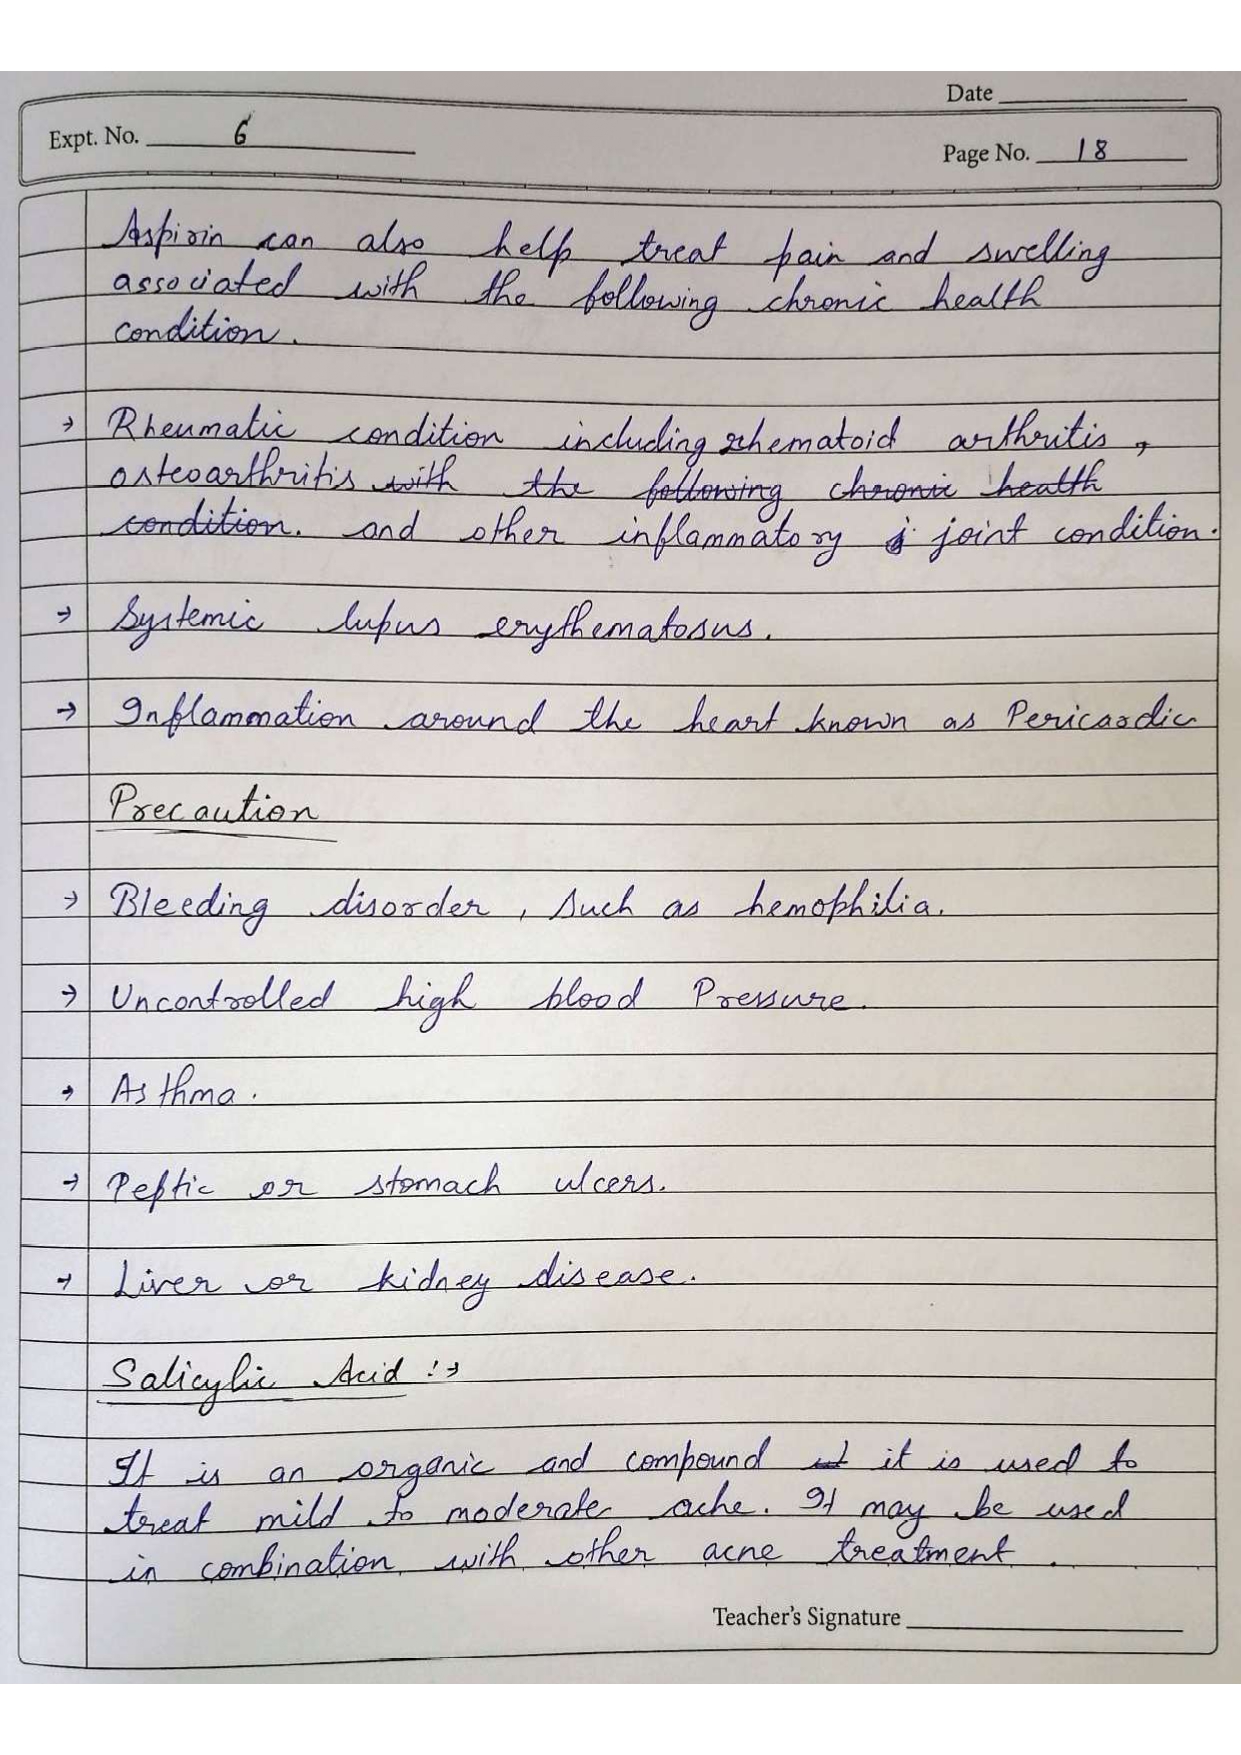 Date
Expt. No. 6
Page No. 18
Aspirin can also help treat pain and swelling
associated with the following chronic health
condition.
→ Rheumatic condition including rhematoid arthritis,
osteoarthritis with the following chronic health
condition. and other inflammatory j joint condition.
→ Systemic lupus erythematosus.
→ Inflammation around the heart known as Pericardic
Precaution
→ Bleeding disorder, Such as hemophilia.
→ Uncontrolled high blood Pressure.
→ Asthma.
→ Peptic or stomach ulcers.
→ Liver or kidney disease.
Salicylic Acid :→
It is an organic and compound it it is used to
treat mild to moderate ache. It may be used
in combination with other acne treatment.
Teacher's Signature